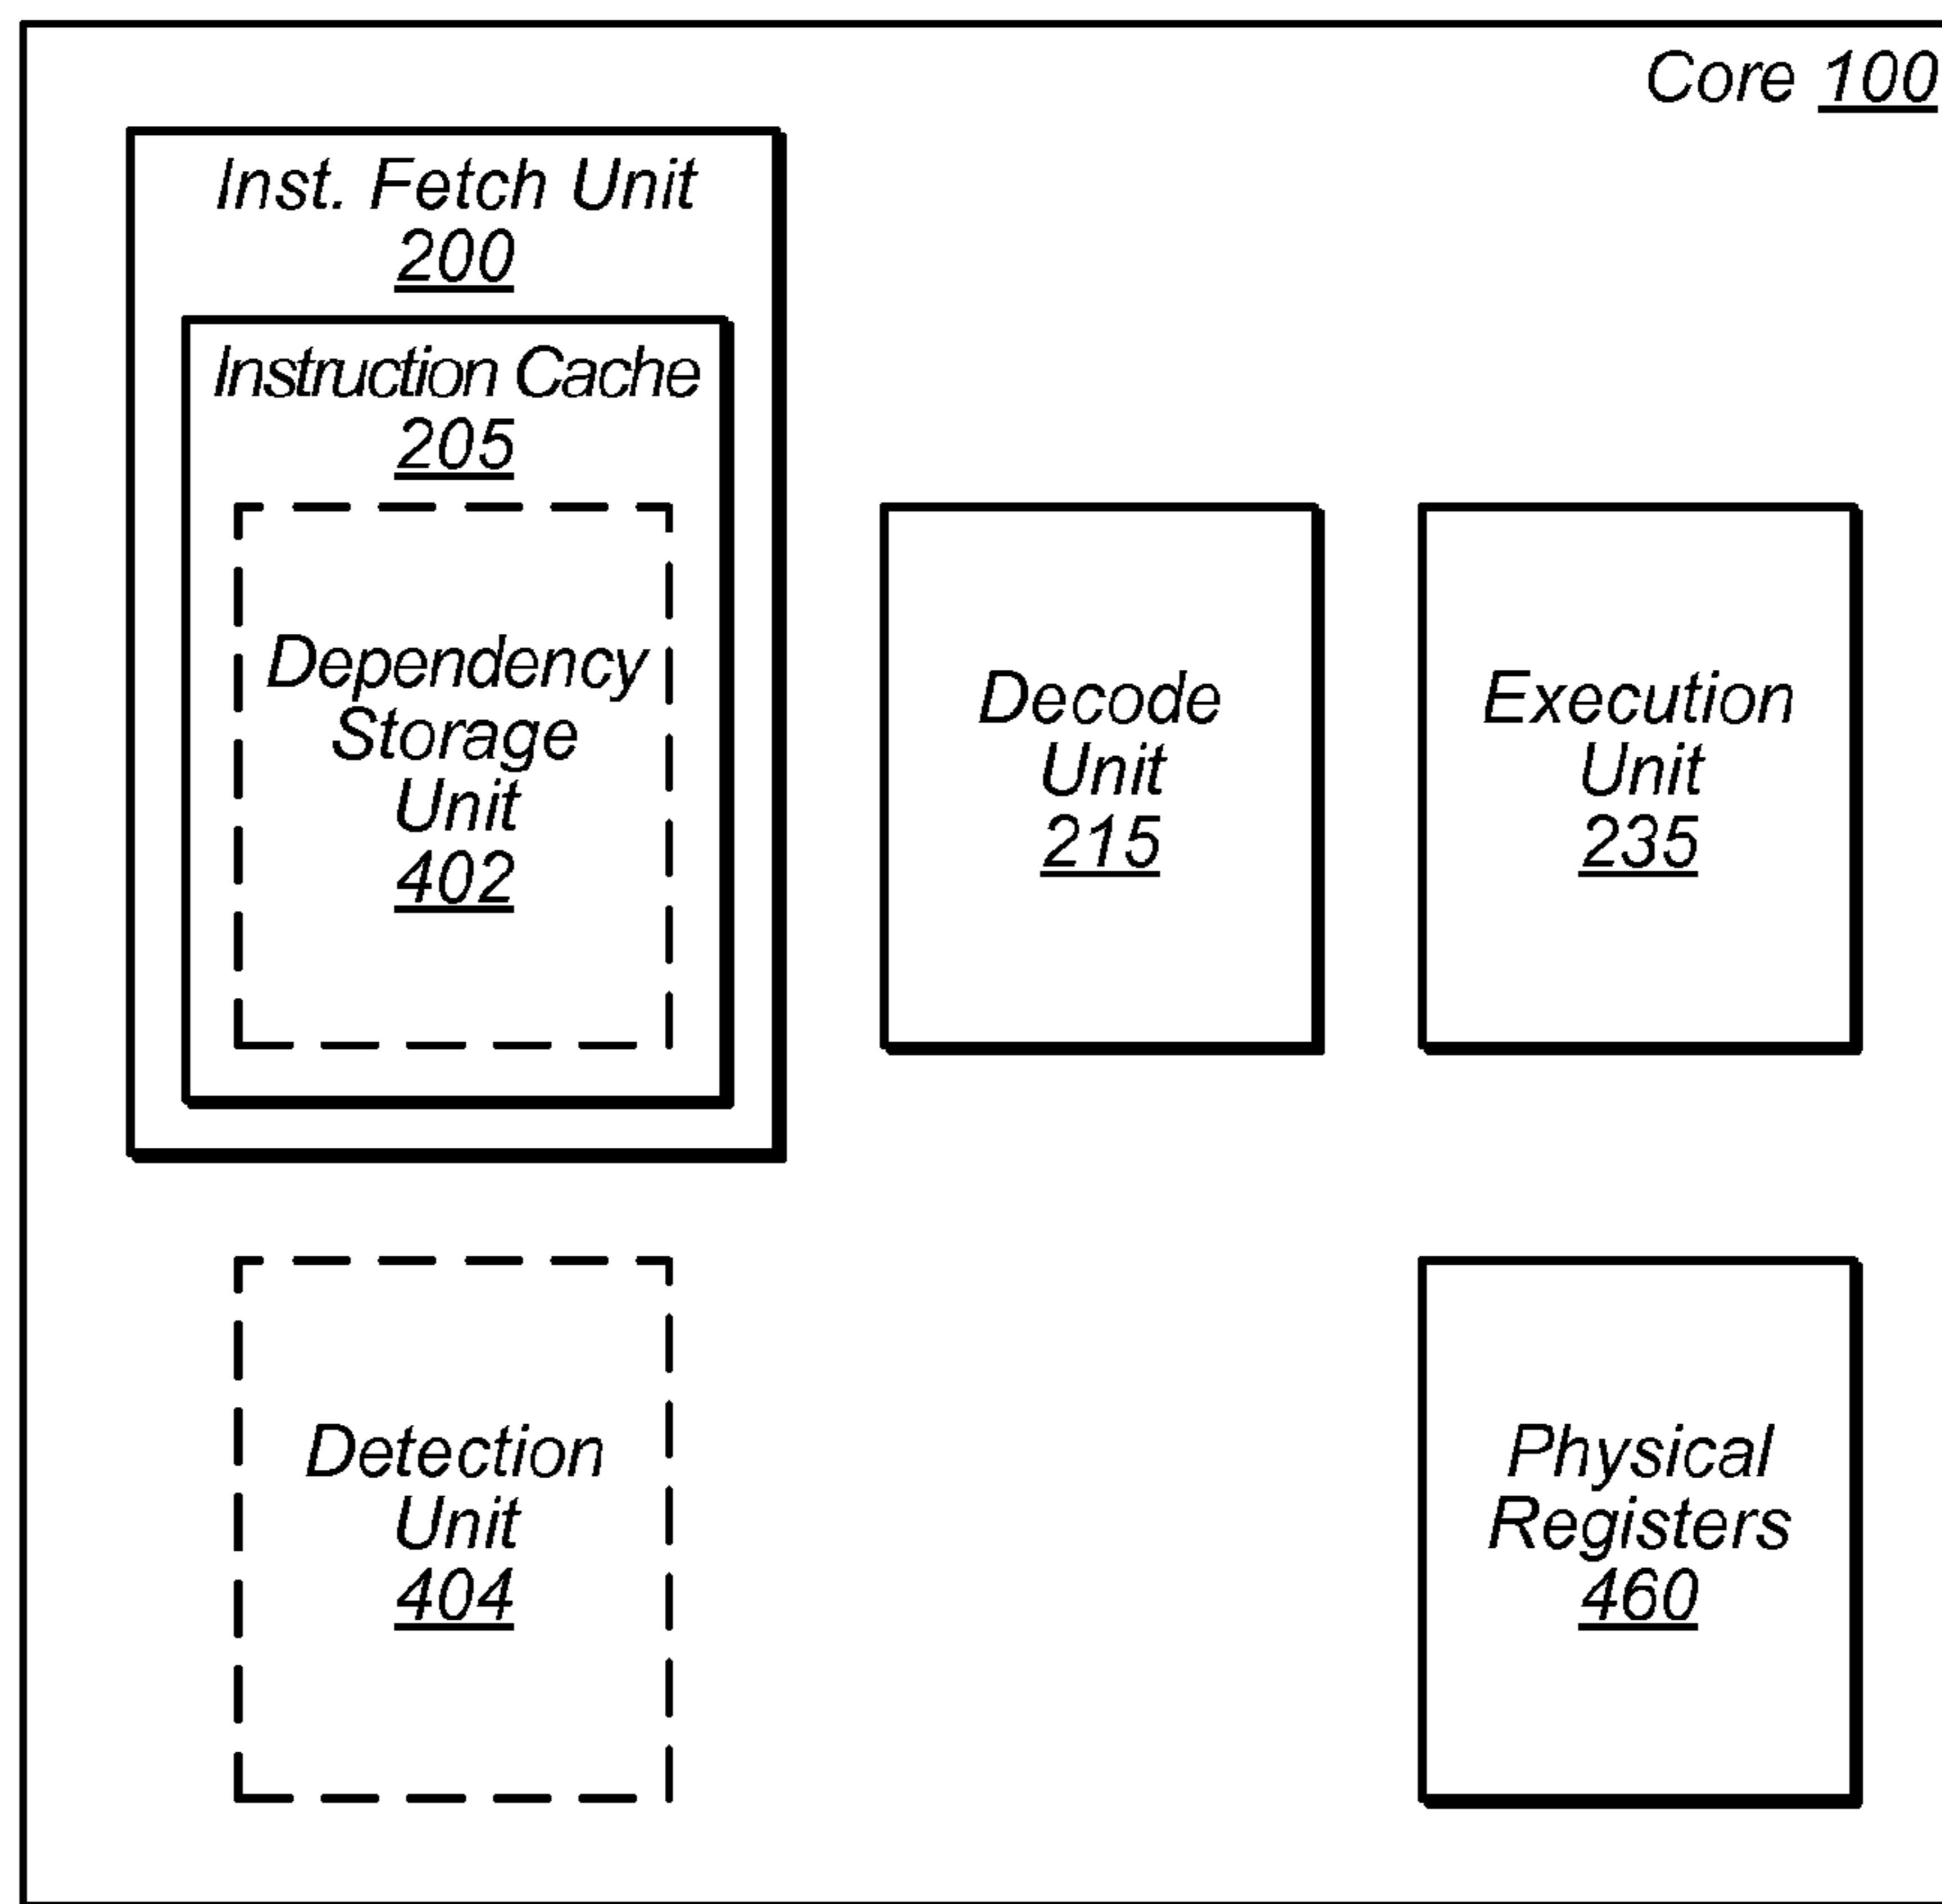 Core 100
Inst. Fetch Unit
200
Instruction Cache
205
Dependency
Storage
Unit
402
Decode
Unit
215
Execution
Unit
235
Detection
Unit
404
Physical
Registers
460